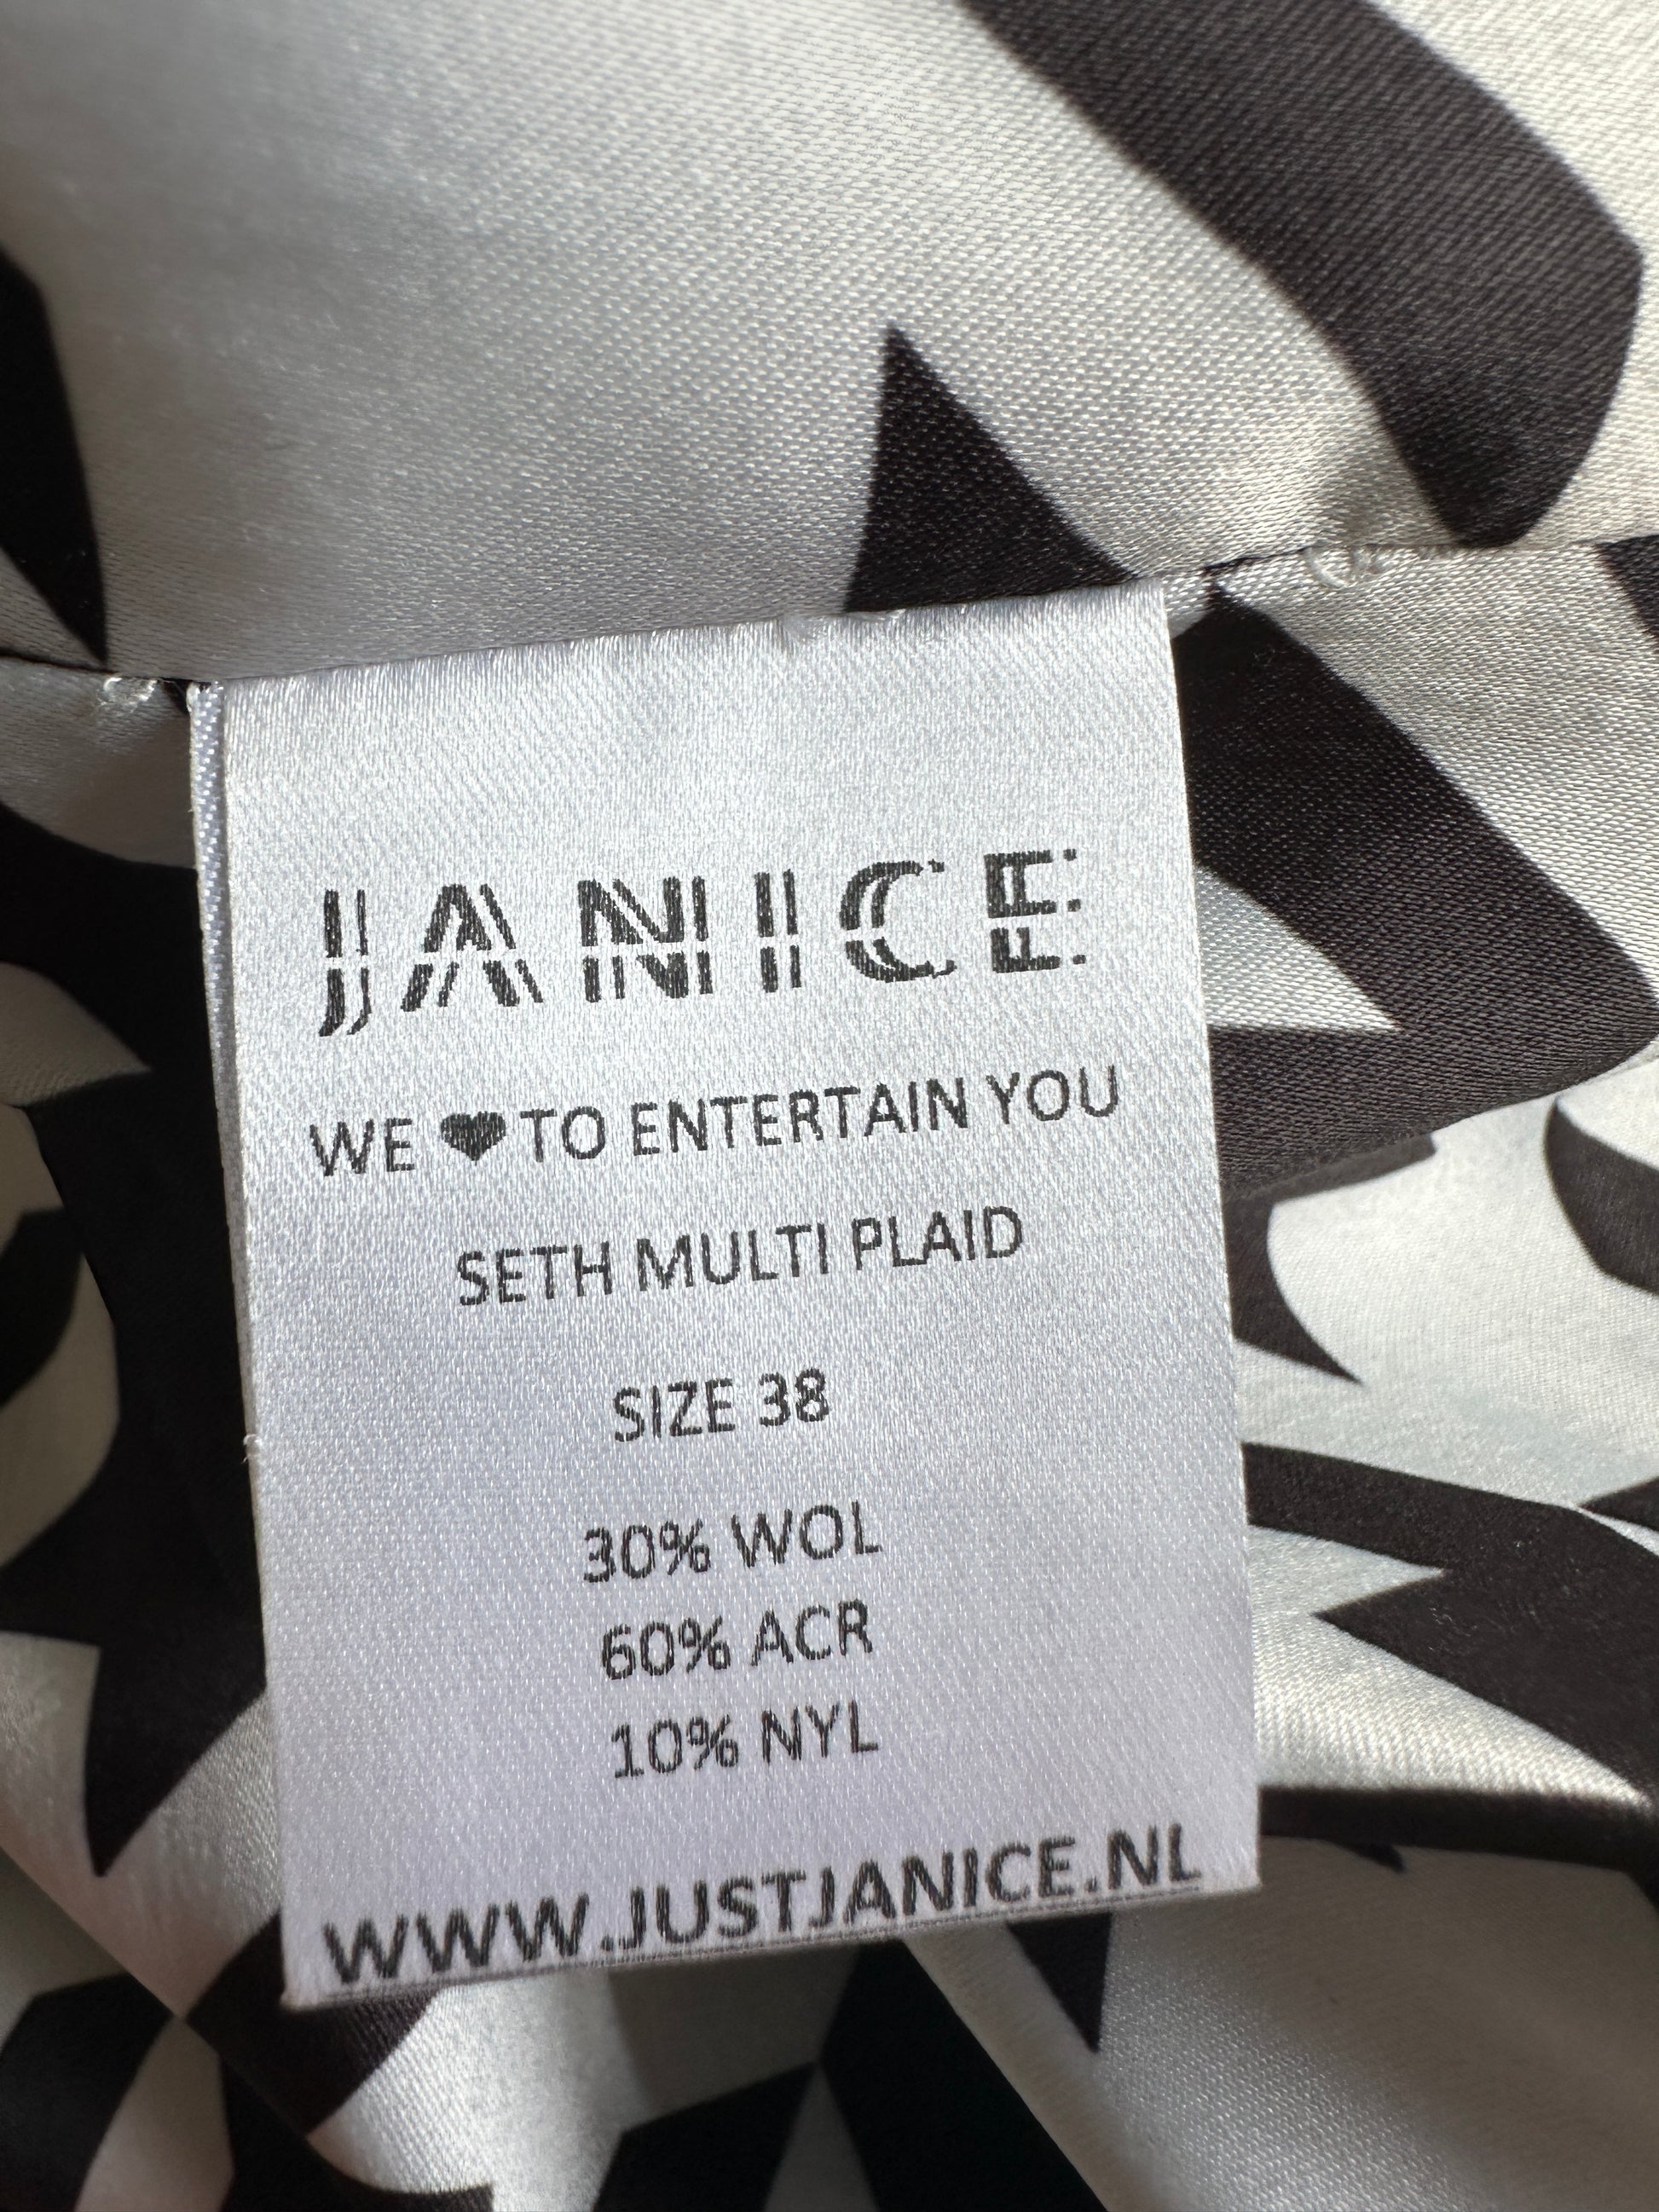 JANICE
WE ♥ TO ENTERTAIN YOU
SETH MULTI PLAID
SIZE 38
30% WOL
60% ACR
10% NYL
WWW.JUSTJANICE.NL